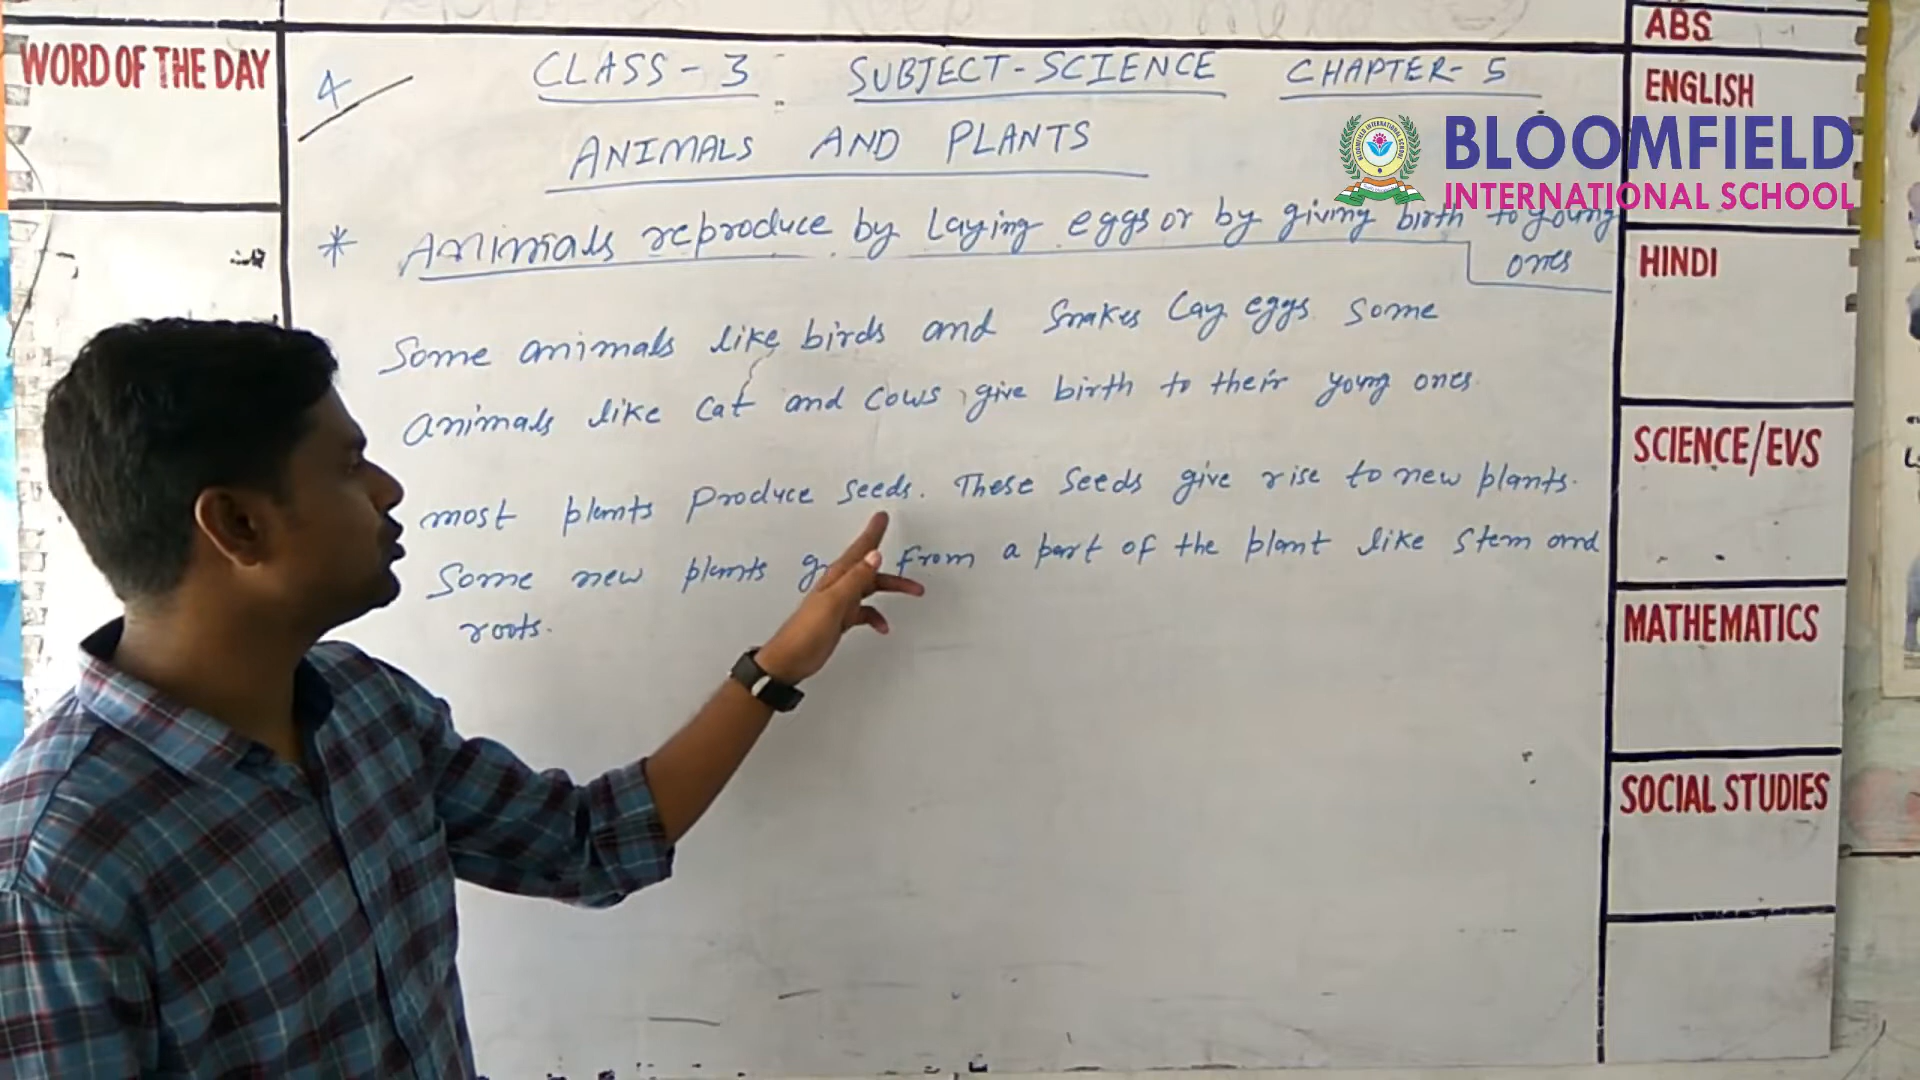 WORD OF THE DAY
4
CLASS - 3 SUBJECT-SCIENCE CHAPTER- 5
ANIMALS AND PLANTS
* Animals reproduce by laying eggs or by giving birth to young
ones
Some animals like birds and Snakes lay eggs. Some
animals like Cat and Cows give birth to their young ones.
most plants produce seeds. These seeds give rise to new plants.
Some new plants from a part of the plant like stem and
roots.
ABS
ENGLISH
BLOOMFIELD
INTERNATIONAL SCHOOL
HINDI
SCIENCE/EVS
MATHEMATICS
SOCIAL STUDIES